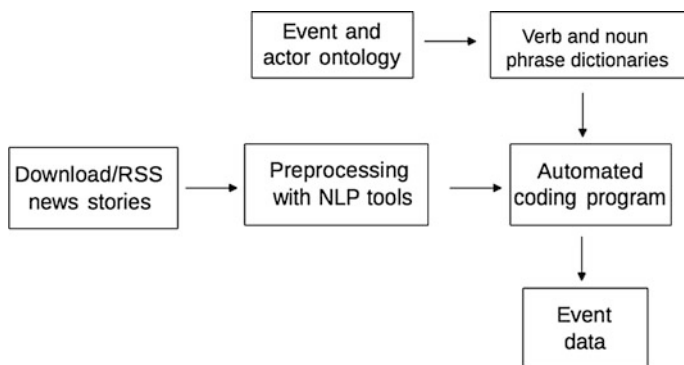 Event and
actor ontology
Verb and noun
phrase dictionaries
Download/RSS
news stories
Preprocessing
with NLP tools
Automated
coding program
Event
data